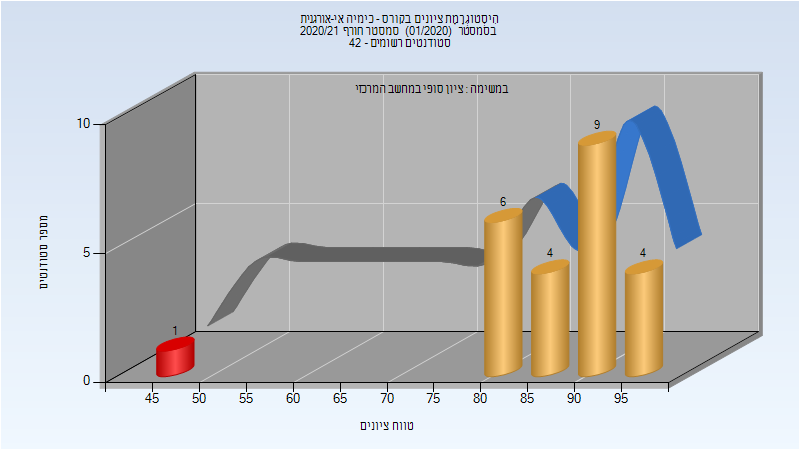 היסטוגרמת ציונים בקורס - כימיה אי-אורגנית
בסמסטר (01/2020) סמסטר חורף 2020/21
סטודנטים רשומים - 42
במשימה : ציון סופי במחשב המרכזי
מספר סטודנטים
10
5
0
1
6
4
9
4
45 50 55 60 65 70 75 80 85 90 95
טווח ציונים